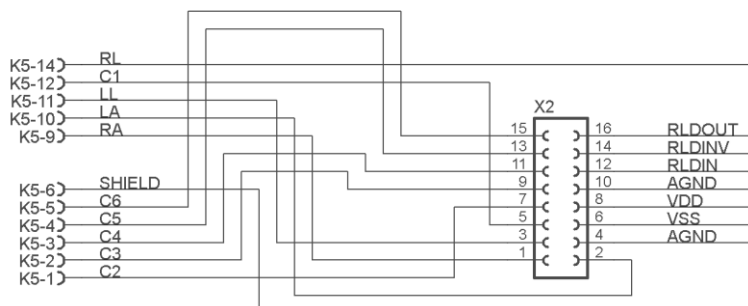 K5-14 RL
K5-12 C1
K5-11 LL
K5-10 LA
K5-9 RA
K5-6 SHIELD
K5-5 C6
K5-4 C5
K5-3 C4
K5-2 C3
K5-1 C2
X2
15 16 RLDOUT
13 14 RLDINV
11 12 RLDIN
9 10 AGND
7 8 VDD
5 6 VSS
3 4 AGND
1 2